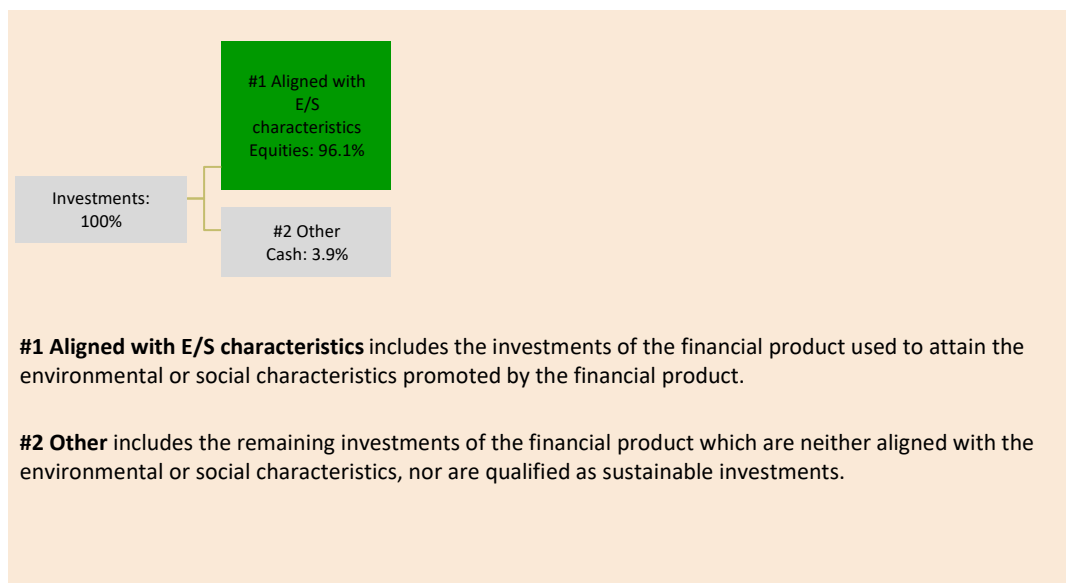 #1 Aligned with
E/S
characteristics
Equities: 96.1%
Investments:
100%
#2 Other
Cash: 3.9%
#1 Aligned with E/S characteristics includes the investments of the financial product used to attain the
environmental or social characteristics promoted by the financial product.
#2 Other includes the remaining investments of the financial product which are neither aligned with the
environmental or social characteristics, nor are qualified as sustainable investments.